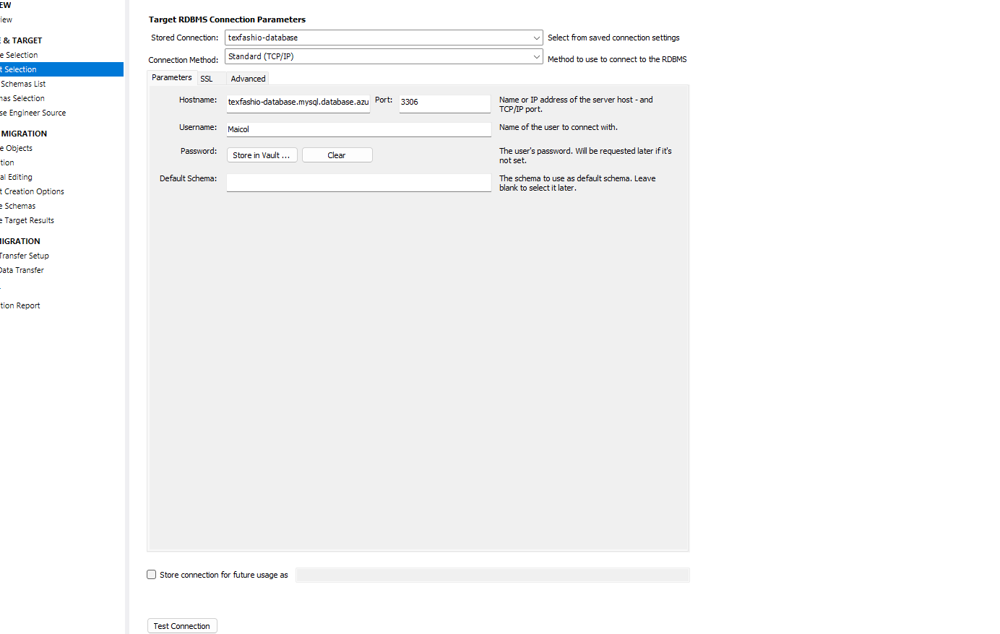 EW
iew
E & TARGET
e Selection
t Selection
Schemas List
nas Selection
se Engineer Source
MIGRATION
e Objects
tion
al Editing
t Creation Options
e Schemas
e Target Results
MIGRATION
Transfer Setup
Data Transfer
tion Report
Target RDBMS Connection Parameters
Stored Connection: texfashio-database Select from saved connection settings
Connection Method: Standard (TCP/IP) Method to use to connect to the RDBMS
Parameters SSL Advanced
Hostname: texfashio-database.mysql.database.azu Port: 3306 Name or IP address of the server host - and
TCP/IP port.
Username: Maicol Name of the user to connect with.
Password: Store in Vault ... Clear The user's password. Will be requested later if it's
not set.
Default Schema: The schema to use as default schema. Leave
blank to select it later.
Store connection for future usage as
Test Connection